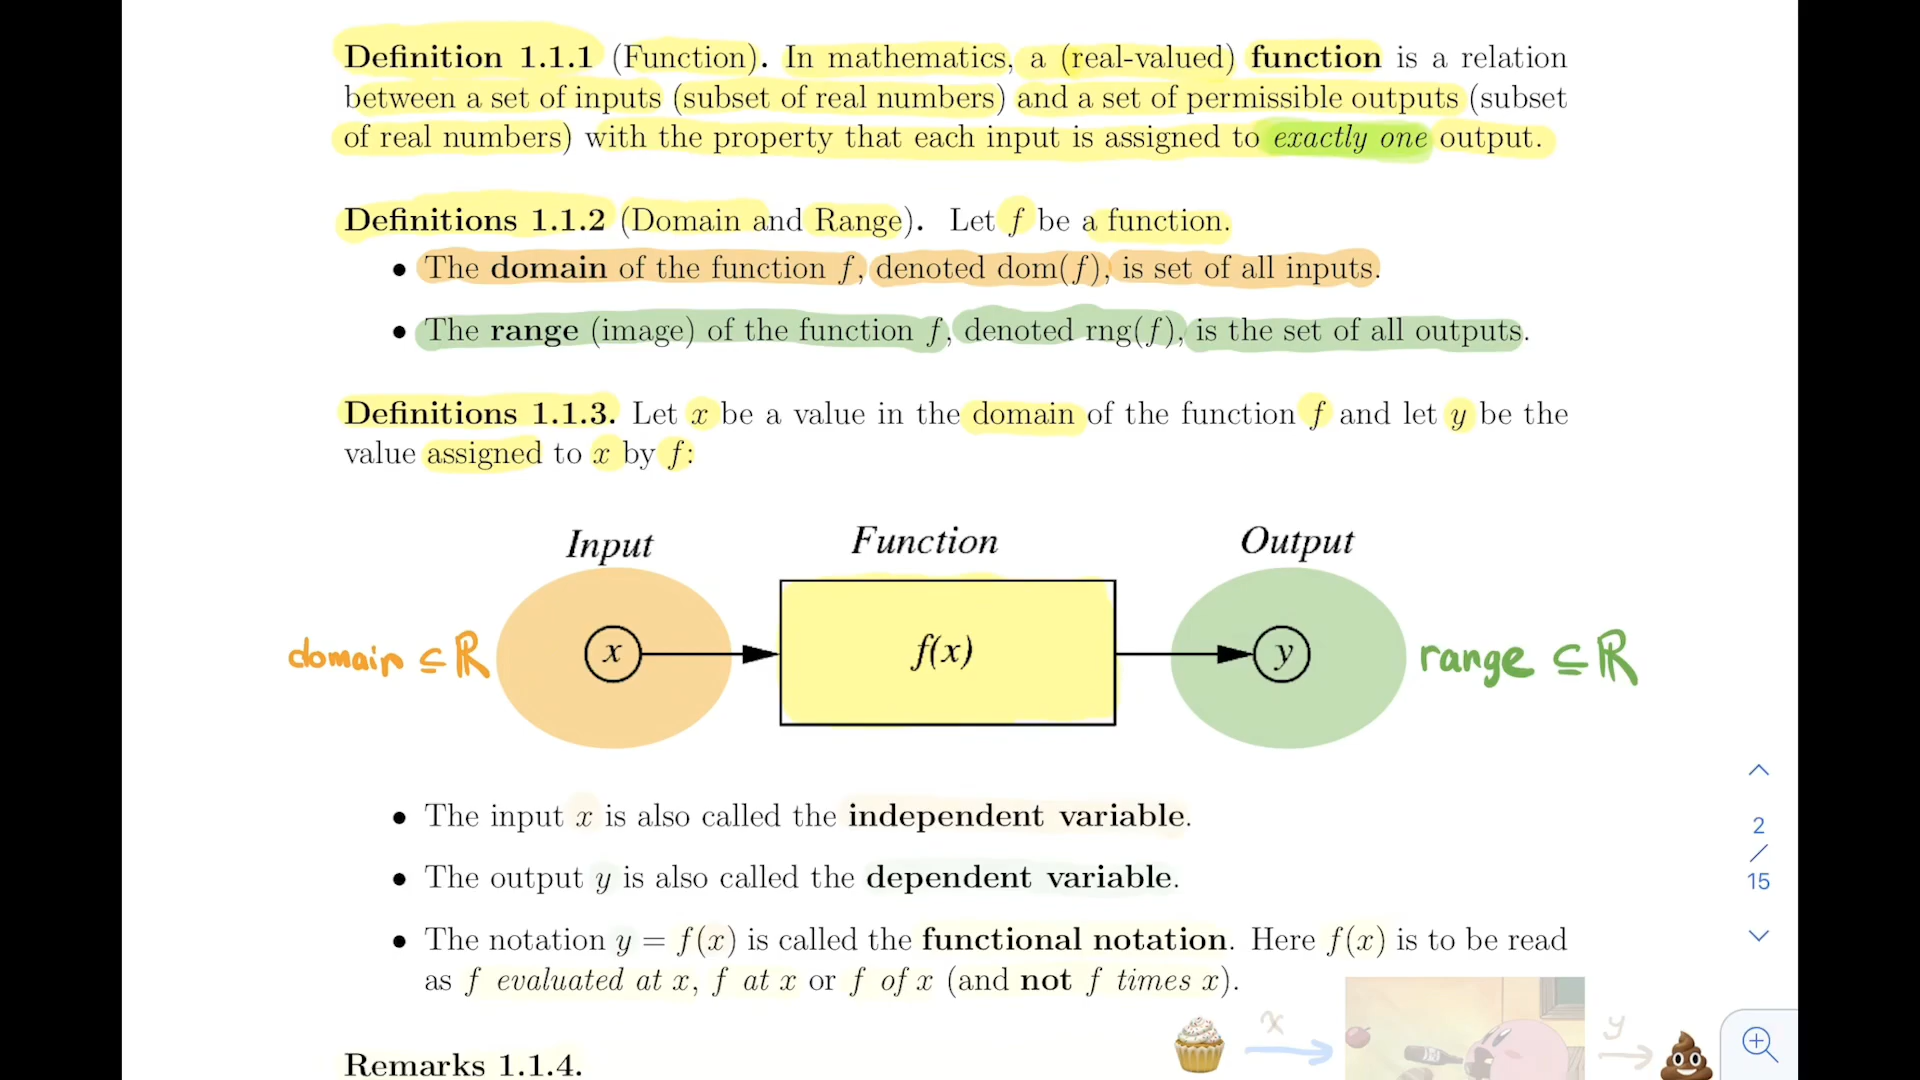 Definition 1.1.1 (Function). In mathematics, a (real-valued) function is a relation
between a set of inputs (subset of real numbers) and a set of permissible outputs (subset
of real numbers) with the property that each input is assigned to exactly one output.
Definitions 1.1.2 (Domain and Range). Let f be a function.
• The domain of the function f, denoted dom(f), is set of all inputs.
• The range (image) of the function f, denoted rng(f), is the set of all outputs.
Definitions 1.1.3. Let x be a value in the domain of the function f and let y be the
value assigned to x by f:
Input Function Output
domain ⊆ ℝ x f(x) y range ⊆ ℝ
• The input x is also called the independent variable.
• The output y is also called the dependent variable.
• The notation y = f(x) is called the functional notation. Here f(x) is to be read
as f evaluated at x, f at x or f of x (and not f times x).
x y
Remarks 1.1.4.
2
/
15